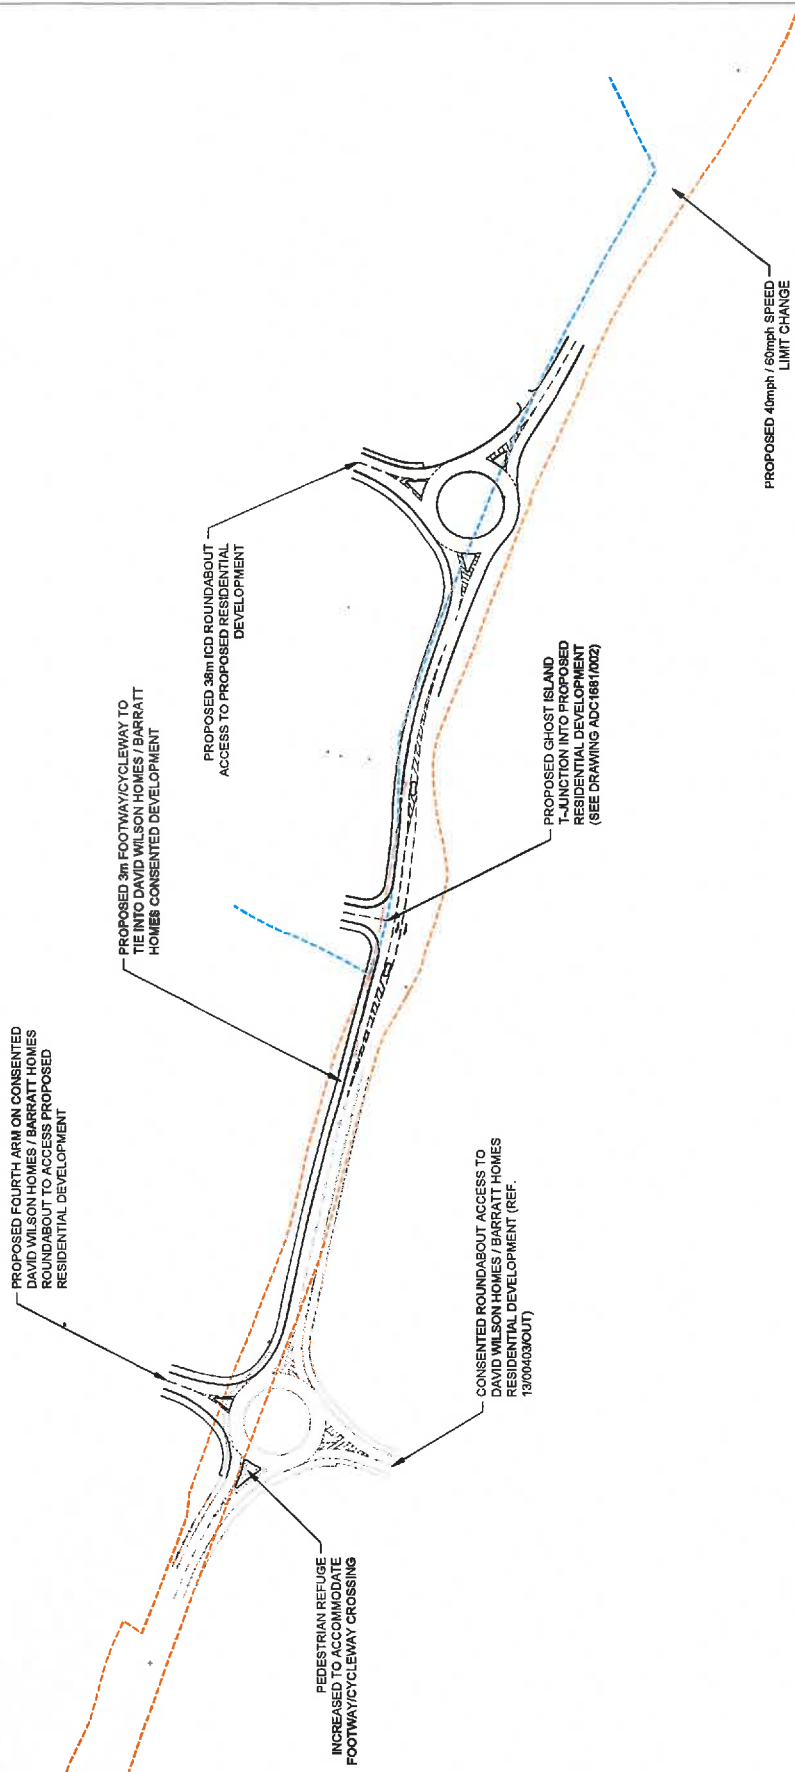 PROPOSED FOURTH ARM ON CONSENTED
DAVID WILSON HOMES / BARRATT HOMES
ROUNDABOUT TO ACCESS PROPOSED
RESIDENTIAL DEVELOPMENT
PROPOSED 3m FOOTWAY/CYCLEWAY TO
TIE INTO DAVID WILSON HOMES / BARRATT
HOMES CONSENTED DEVELOPMENT
PROPOSED 38m ICD ROUNDABOUT
ACCESS TO PROPOSED RESIDENTIAL
DEVELOPMENT
PEDESTRIAN REFUGE
INCREASED TO ACCOMMODATE
FOOTWAY/CYCLEWAY CROSSING
CONSENTED ROUNDABOUT ACCESS TO
DAVID WILSON HOMES / BARRATT HOMES
RESIDENTIAL DEVELOPMENT (REF.
13/00403/OUT)
PROPOSED GHOST ISLAND
T-JUNCTION INTO PROPOSED
RESIDENTIAL DEVELOPMENT
(SEE DRAWING ADC1681/002)
PROPOSED 40mph / 60mph SPEED
LIMIT CHANGE